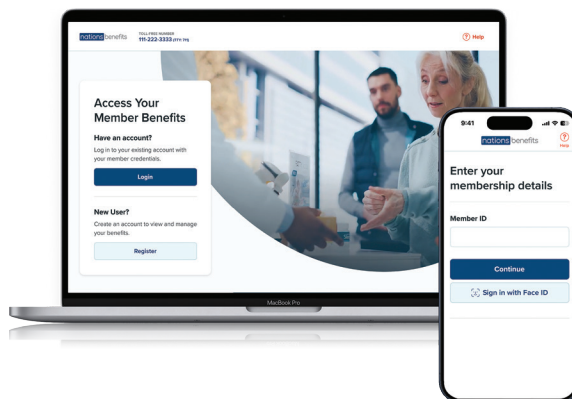 nations benefits
TOLL-FREE NUMBER
111-222-3333 (TTY 711)
? Help
Access Your
Member Benefits
Have an account?
Log in to your existing account with
your member credentials.
Login
New User?
Create an account to view and manage
your benefits.
Register
MacBook Pro
9:41
nations benefits
?
Help
Enter your
membership details
Member ID
Continue
Sign in with Face ID